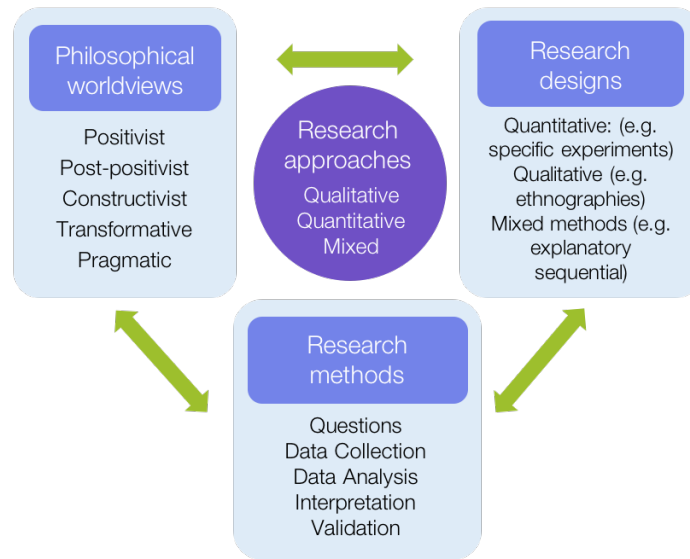 Philosophical
worldviews
Positivist
Post-positivist
Constructivist
Transformative
Pragmatic
Research
approaches
Qualitative
Quantitative
Mixed
Research
designs
Quantitative: (e.g.
specific experiments)
Qualitative (e.g.
ethnographies)
Mixed methods (e.g.
explanatory
sequential)
Research
methods
Questions
Data Collection
Data Analysis
Interpretation
Validation